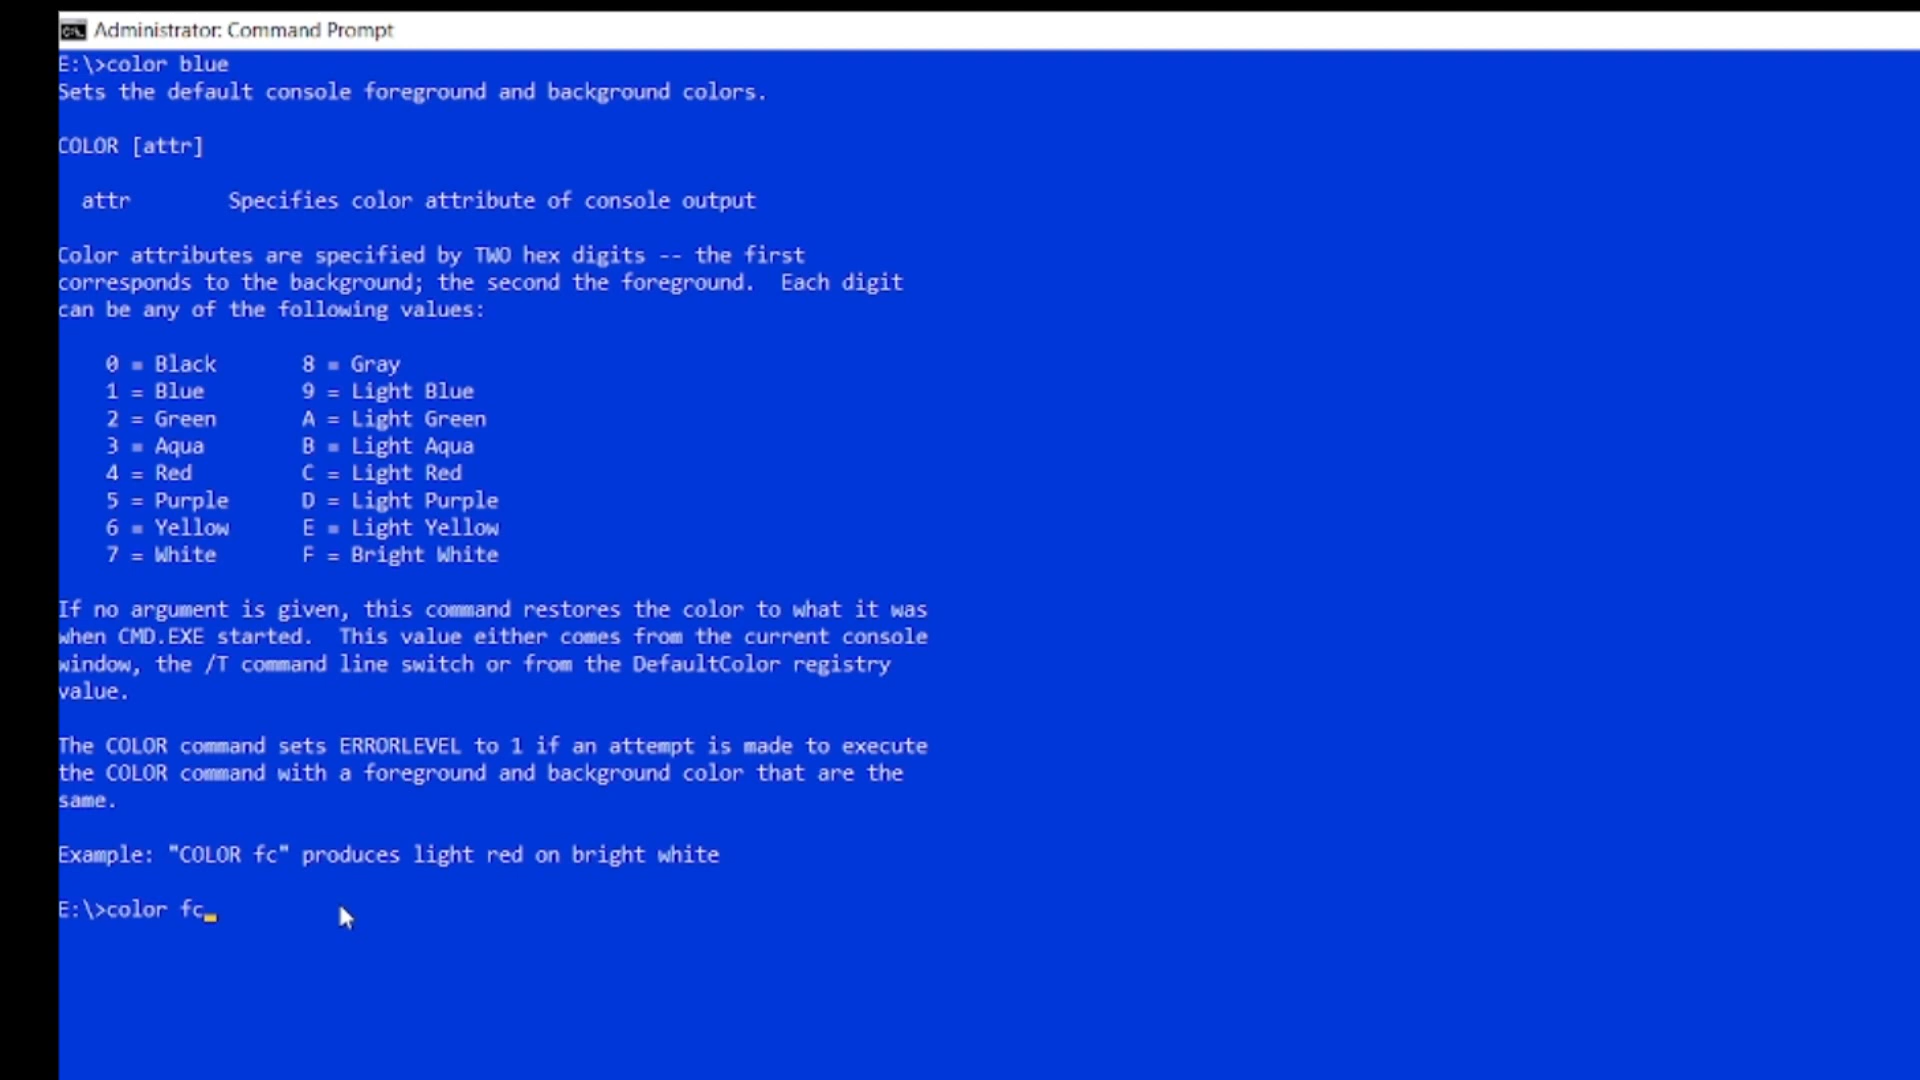 Administrator: Command Prompt
E:\>color blue
Sets the default console foreground and background colors.
COLOR [attr]
attr        Specifies color attribute of console output
Color attributes are specified by TWO hex digits -- the first
corresponds to the background; the second the foreground.  Each digit
can be any of the following values:
0 = Black       8 = Gray
1 = Blue        9 = Light Blue
2 = Green       A = Light Green
3 = Aqua        B = Light Aqua
4 = Red         C = Light Red
5 = Purple      D = Light Purple
6 = Yellow      E = Light Yellow
7 = White       F = Bright White
If no argument is given, this command restores the color to what it was
when CMD.EXE started.  This value either comes from the current console
window, the /T command line switch or from the DefaultColor registry
value.
The COLOR command sets ERRORLEVEL to 1 if an attempt is made to execute
the COLOR command with a foreground and background color that are the
same.
Example: "COLOR fc" produces light red on bright white
E:\>color fc